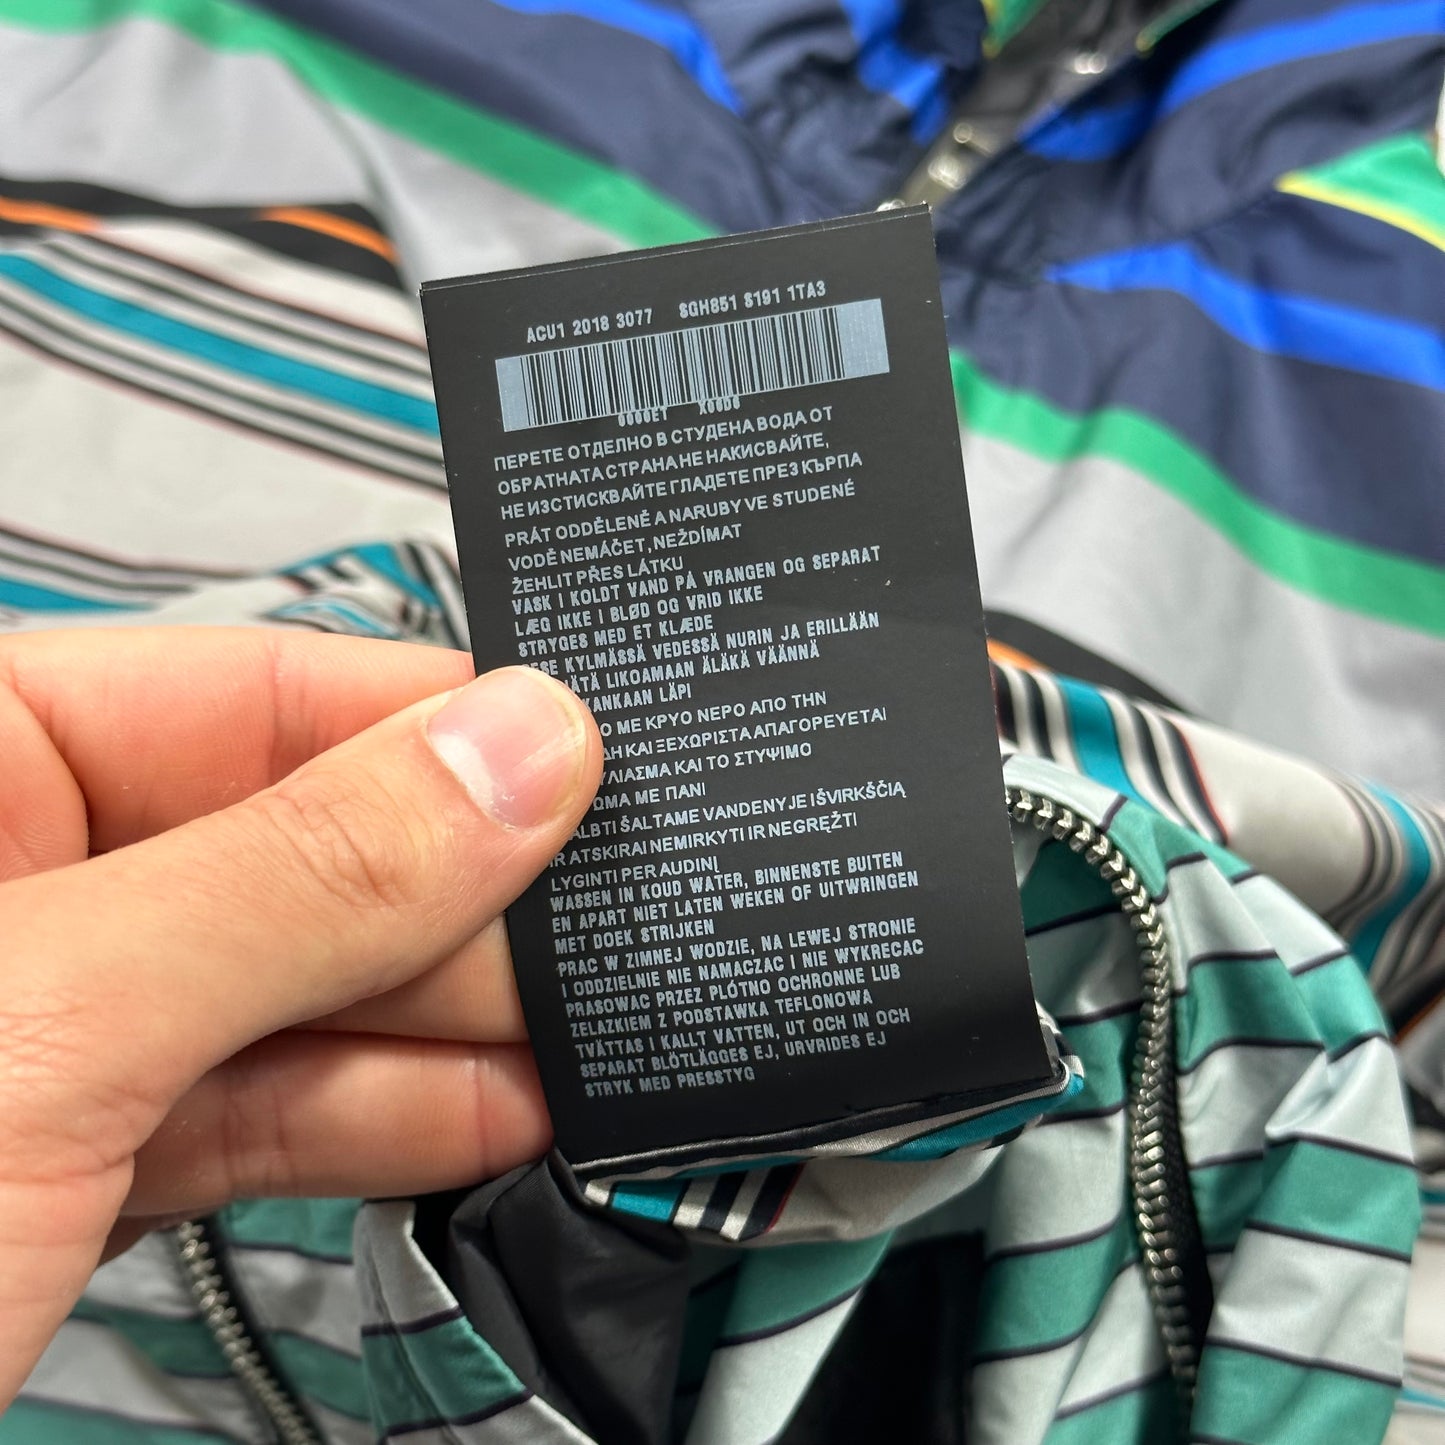 ACU1 2018 3077 SGH851 S191 1TA3
ПЕРЕТЕ ОТДЕЛНО В СТУДЕНА ВОДА ОТ
ОБРАТНАТА СТРАНА НЕ НАКИСВАЙТЕ,
НЕ ИЗСТИСКВАЙТЕ ГЛАДЕТЕ ПРЕЗ КЪРПА
PRÁT ODDĚLENĚ A NARUBY VE STUDENÉ
VODĚ NEMÁČET, NEŽDÍMAT
ŽEHLIT PŘES LÁTKU
VASK I KOLDT VAND PÅ VRANGEN OG SEPARAT
LÆG IKKE I BLØD OG VRID IKKE
STRYGES MED ET KLÆDE
KYLMÄSSÄ VEDESSÄ NURIN JA ERILLÄÄN
LIKOAMAAN ÄLÄKÄ VÄÄNNÄ
KANKAAN LÄPI
ΜΕ ΚΡΥΟ ΝΕΡΟ ΑΠΟ ΤΗΝ
ΚΑΙ ΞΕΧΩΡΙΣΤΑ ΑΠΑΓΟΡΕΥΕΤΑΙ
ΚΑΙ ΤΟ ΣΤΥΨΙΜΟ
ΜΕ ΠΑΝΙ
ŠALTAME VANDENYJE IŠVIRKŠČIĄ
IR ATSKIRAI NEMIRKYTI IR NEGRĘŽTI
LYGINTI PER AUDINĮ
WASSEN IN KOUD WATER, BINNENSTE BUITEN
EN APART NIET LATEN WEKEN OF UITWRINGEN
MET DOEK STRIJKEN
PRAC W ZIMNEJ WODZIE, NA LEWEJ STRONIE
I ODDZIELNIE NIE NAMACZAC I NIE WYKRECAC
PRASOWAC PRZEZ PLÓTNO OCHRONNE LUB
ZELAZKIEM Z PODSTAWKA TEFLONOWA
TVÄTTAS I KALLT VATTEN, UT OCH IN OCH
SEPARAT BLÖTLÄGGES EJ, URVRIDES EJ
STRYK MED PRESSTYG